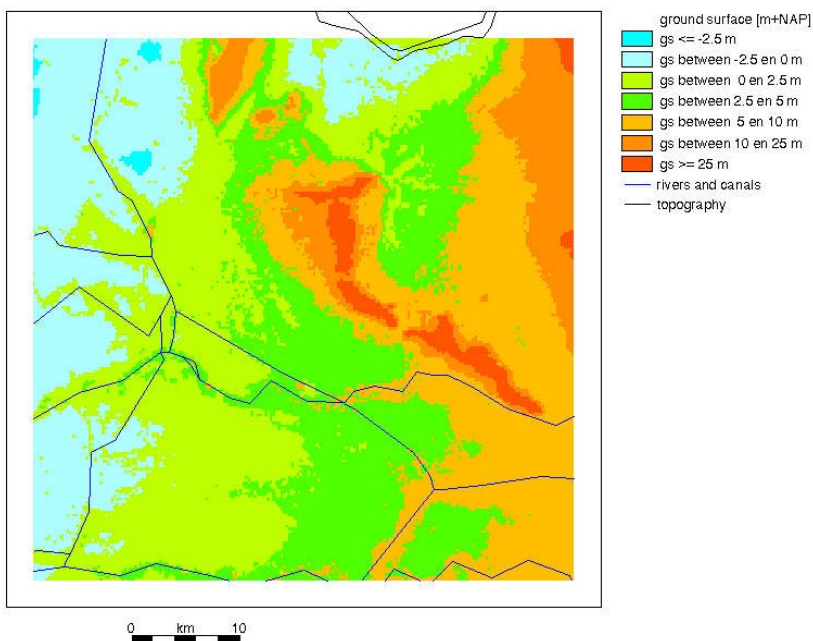 ground surface [m+NAP]
gs <= -2.5 m
gs between -2.5 en 0 m
gs between 0 en 2.5 m
gs between 2.5 en 5 m
gs between 5 en 10 m
gs between 10 en 25 m
gs >= 25 m
rivers and canals
topography
0 km 10